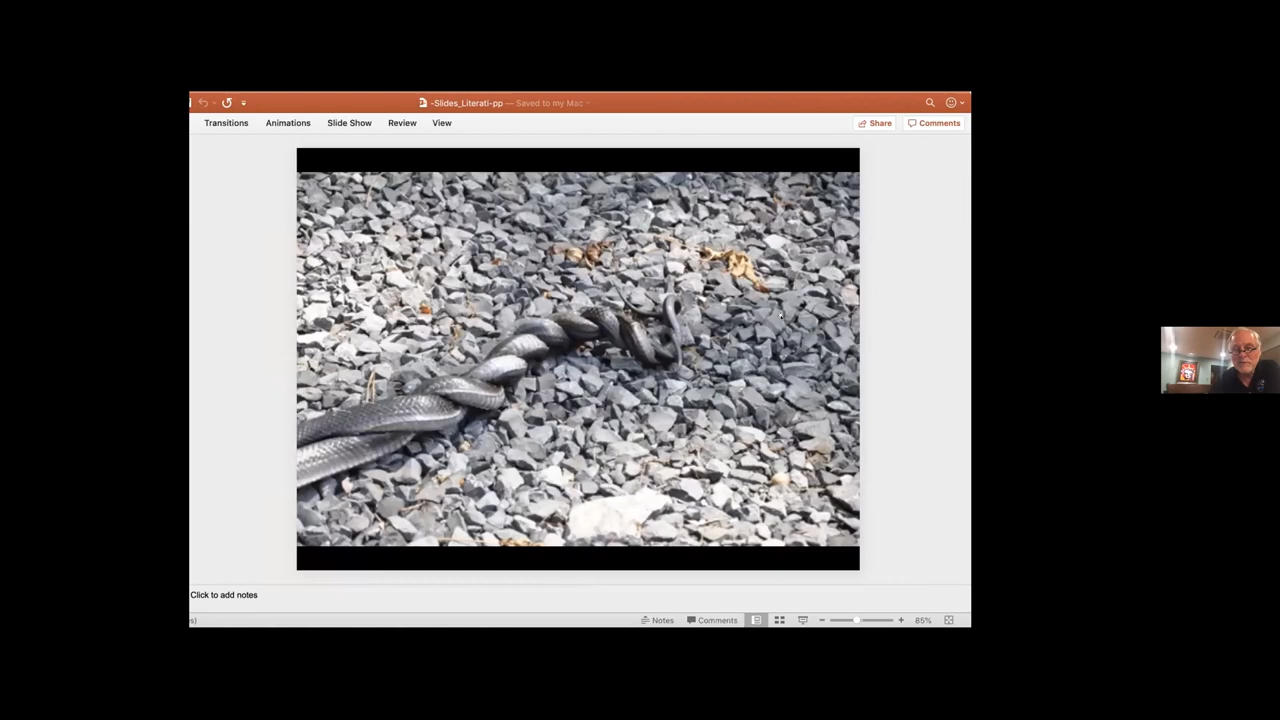 -Slides_Literati-pp — Saved to my Mac
Transitions Animations Slide Show Review View Share Comments
Click to add notes
s) Notes Comments 85%